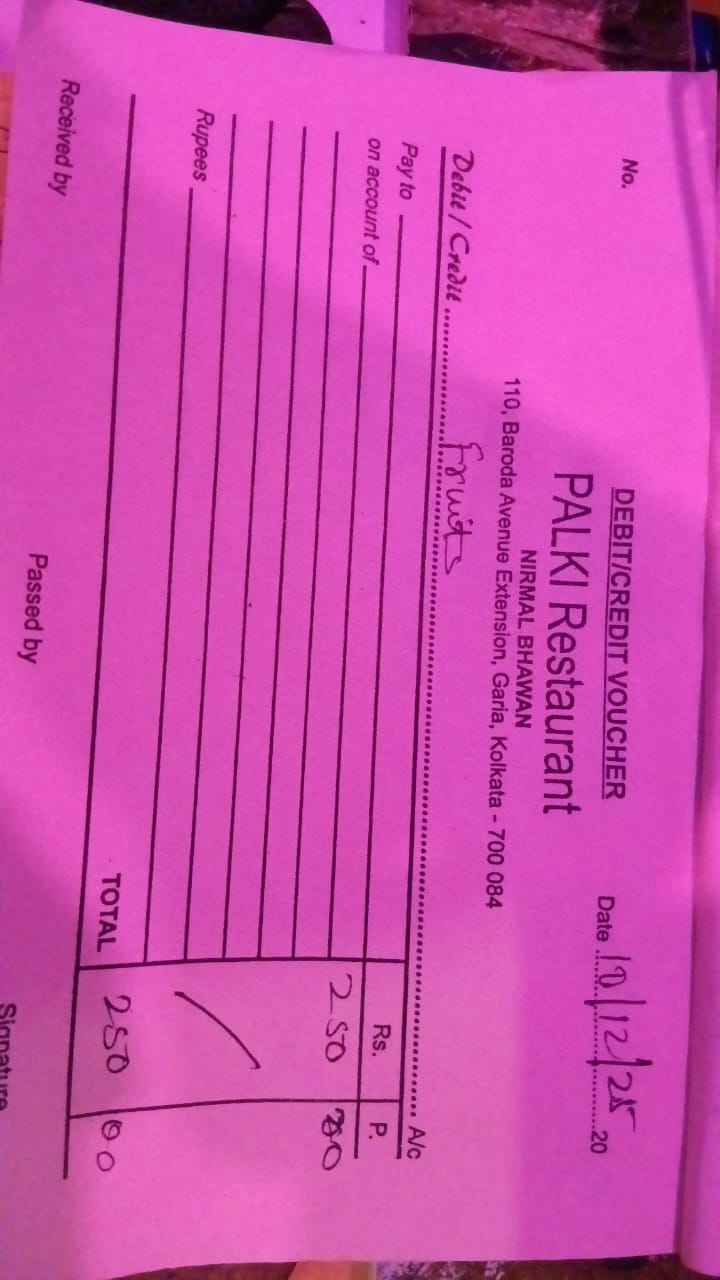 DEBIT/CREDIT VOUCHER
No. Date 10/12/25 20
PALKI Restaurant
NIRMAL BHAWAN
110, Baroda Avenue Extension, Garia, Kolkata - 700 084
Debit / Credit fruits A/c
Pay to Rs. P.
on account of 250 00
Rupees
TOTAL 250 00
Received by Passed by Signature